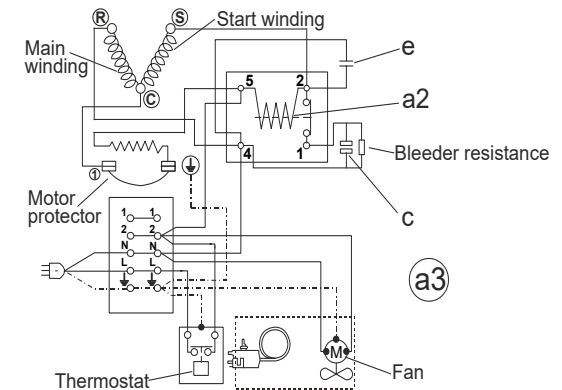 R
S
Start winding
Main
winding
C
e
5
2
a2
4
1
Bleeder resistance
1
Motor
protector
c
1
1
2
2
N
N
L
L
a3
M
Thermostat
Fan